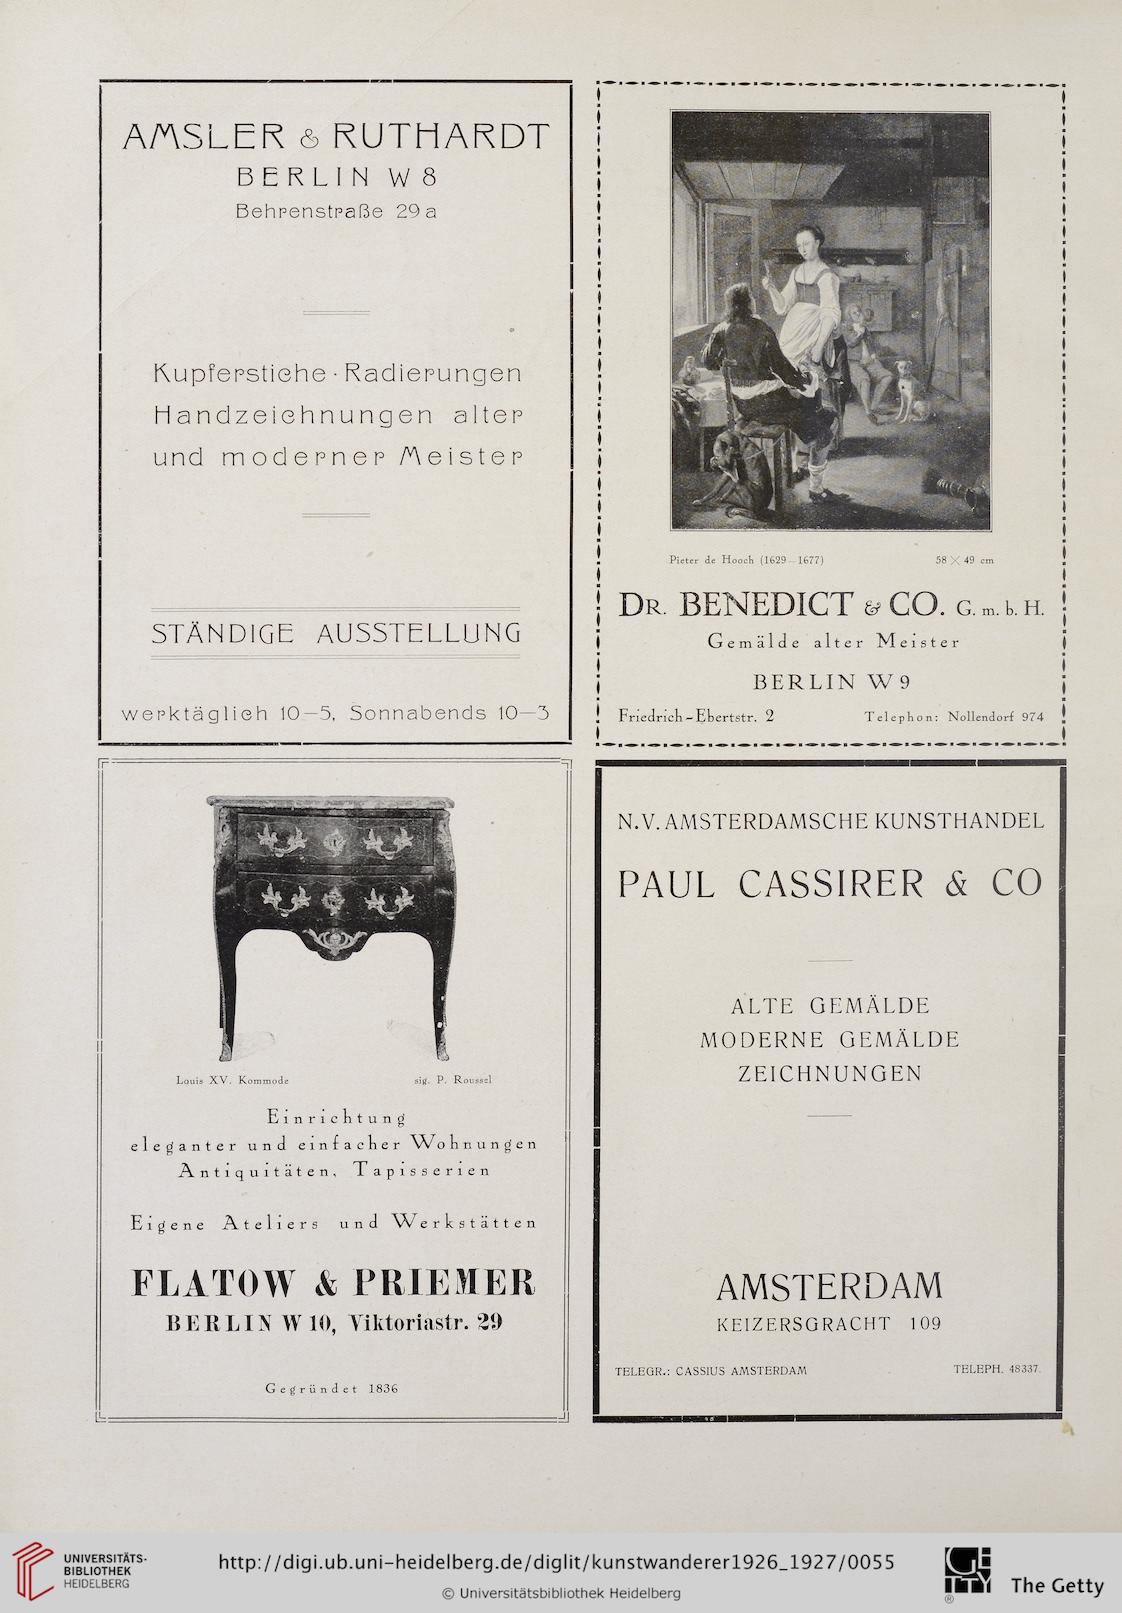 AMSLER & RUTHARDT
BERLIN W 8
Behrenstraße 29 a
Kupferstiche · Radierungen
Handzeichnungen alter
und moderner Meister
STÄNDIGE AUSSTELLUNG
werktäglich 10—5, Sonnabends 10—3
Pieter de Hooch (1629—1677) 58 × 49 cm
DR. BENEDICT & CO. G. m. b. H.
Gemälde alter Meister
BERLIN W 9
Friedrich-Ebertstr. 2 Telephon: Nollendorf 974
Louis XV. Kommode sig. P. Roussel
Einrichtung
eleganter und einfacher Wohnungen
Antiquitäten, Tapisserien
Eigene Ateliers und Werkstätten
FLATOW & PRIEMER
BERLIN W 10, Viktoriastr. 29
Gegründet 1836
N.V. AMSTERDAMSCHE KUNSTHANDEL
PAUL CASSIRER & CO
ALTE GEMÄLDE
MODERNE GEMÄLDE
ZEICHNUNGEN
AMSTERDAM
KEIZERSGRACHT 109
TELEGR.: CASSIUS AMSTERDAM TELEPH. 48337.
UNIVERSITÄTS-
BIBLIOTHEK
HEIDELBERG
http://digi.ub.uni-heidelberg.de/diglit/kunstwanderer1926_1927/0055
© Universitätsbibliothek Heidelberg
GETTY
®
The Getty